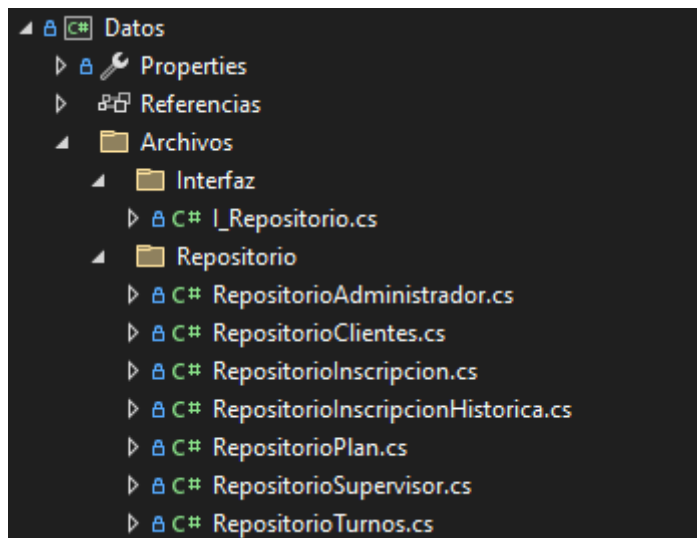 C# Datos
Properties
Referencias
Archivos
Interfaz
C# I_Repositorio.cs
Repositorio
C# RepositorioAdministrador.cs
C# RepositorioClientes.cs
C# RepositorioInscripcion.cs
C# RepositorioInscripcionHistorica.cs
C# RepositorioPlan.cs
C# RepositorioSupervisor.cs
C# RepositorioTurnos.cs